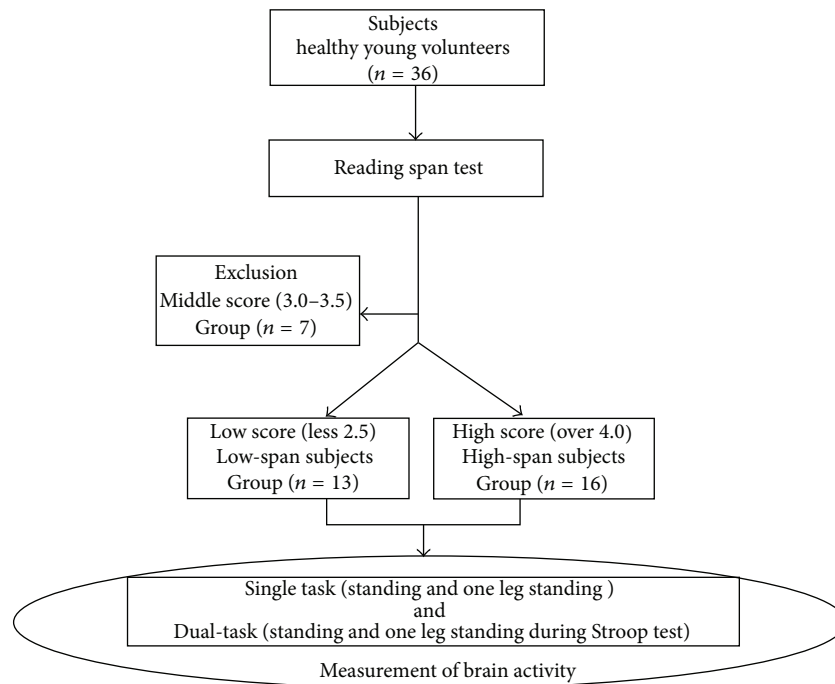 Subjects
healthy young volunteers
(n = 36)
Reading span test
Exclusion
Middle score (3.0–3.5)
Group (n = 7)
Low score (less 2.5)
Low-span subjects
Group (n = 13)
High score (over 4.0)
High-span subjects
Group (n = 16)
Single task (standing and one leg standing )
and
Dual-task (standing and one leg standing during Stroop test)
Measurement of brain activity